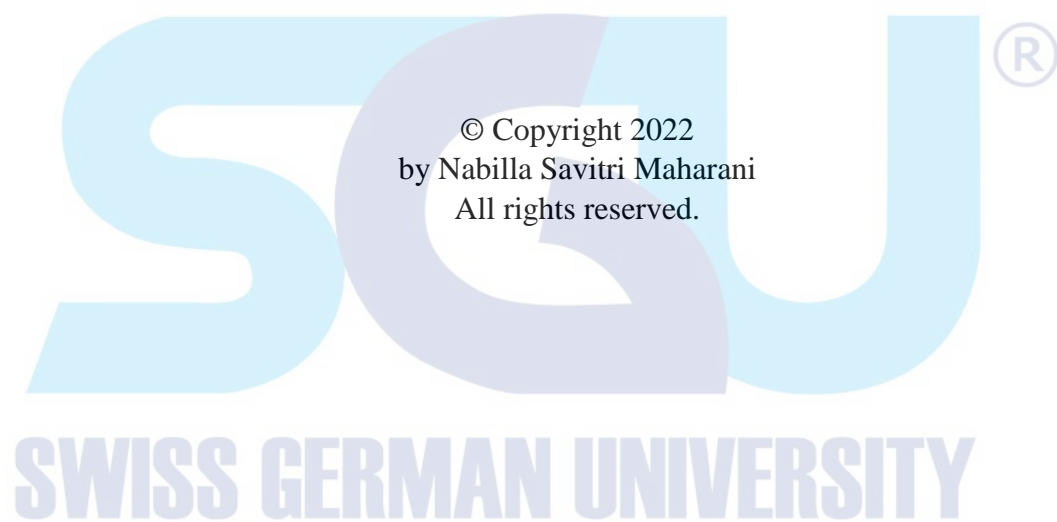 SGU ®
© Copyright 2022
by Nabilla Savitri Maharani
All rights reserved.
SWISS GERMAN UNIVERSITY